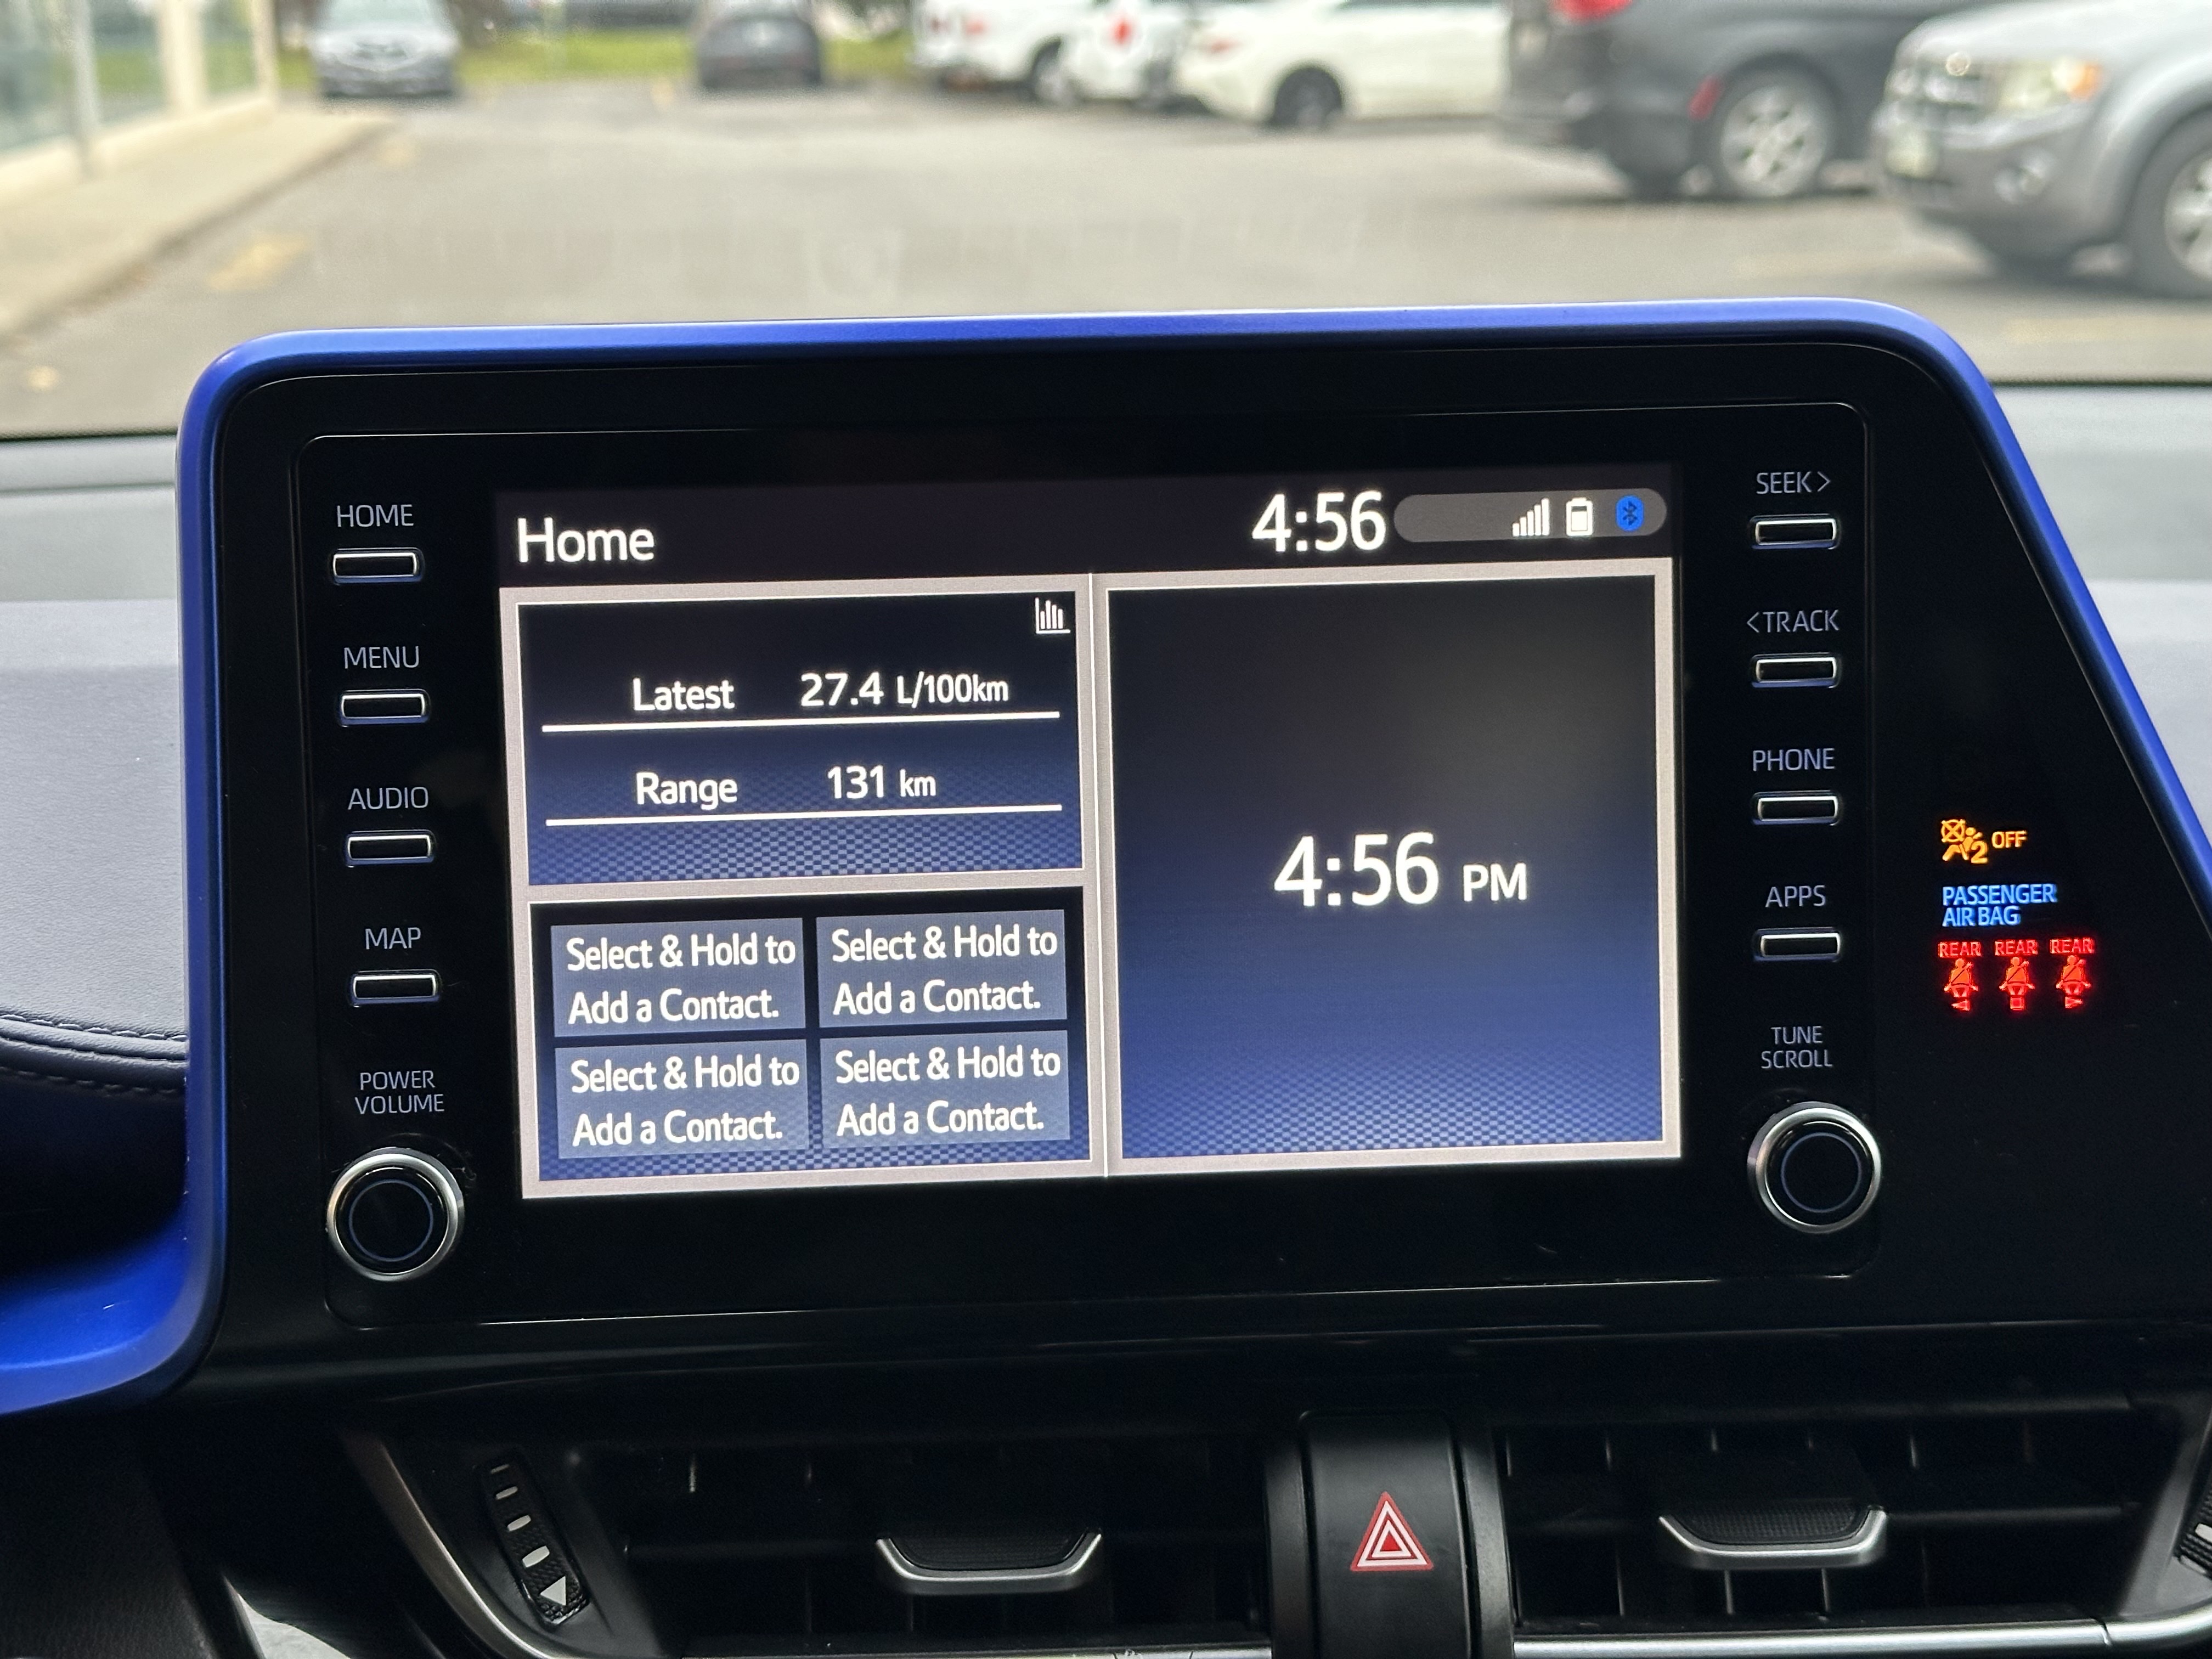 HOME
MENU
AUDIO
MAP
POWER
VOLUME
Home
4:56
Latest 27.4 L/100km
Range 131 km
Select & Hold to
Add a Contact.
Select & Hold to
Add a Contact.
Select & Hold to
Add a Contact.
Select & Hold to
Add a Contact.
4:56 PM
SEEK>
<TRACK
PHONE
APPS
TUNE
SCROLL
2 OFF
PASSENGER
AIR BAG
REAR REAR REAR